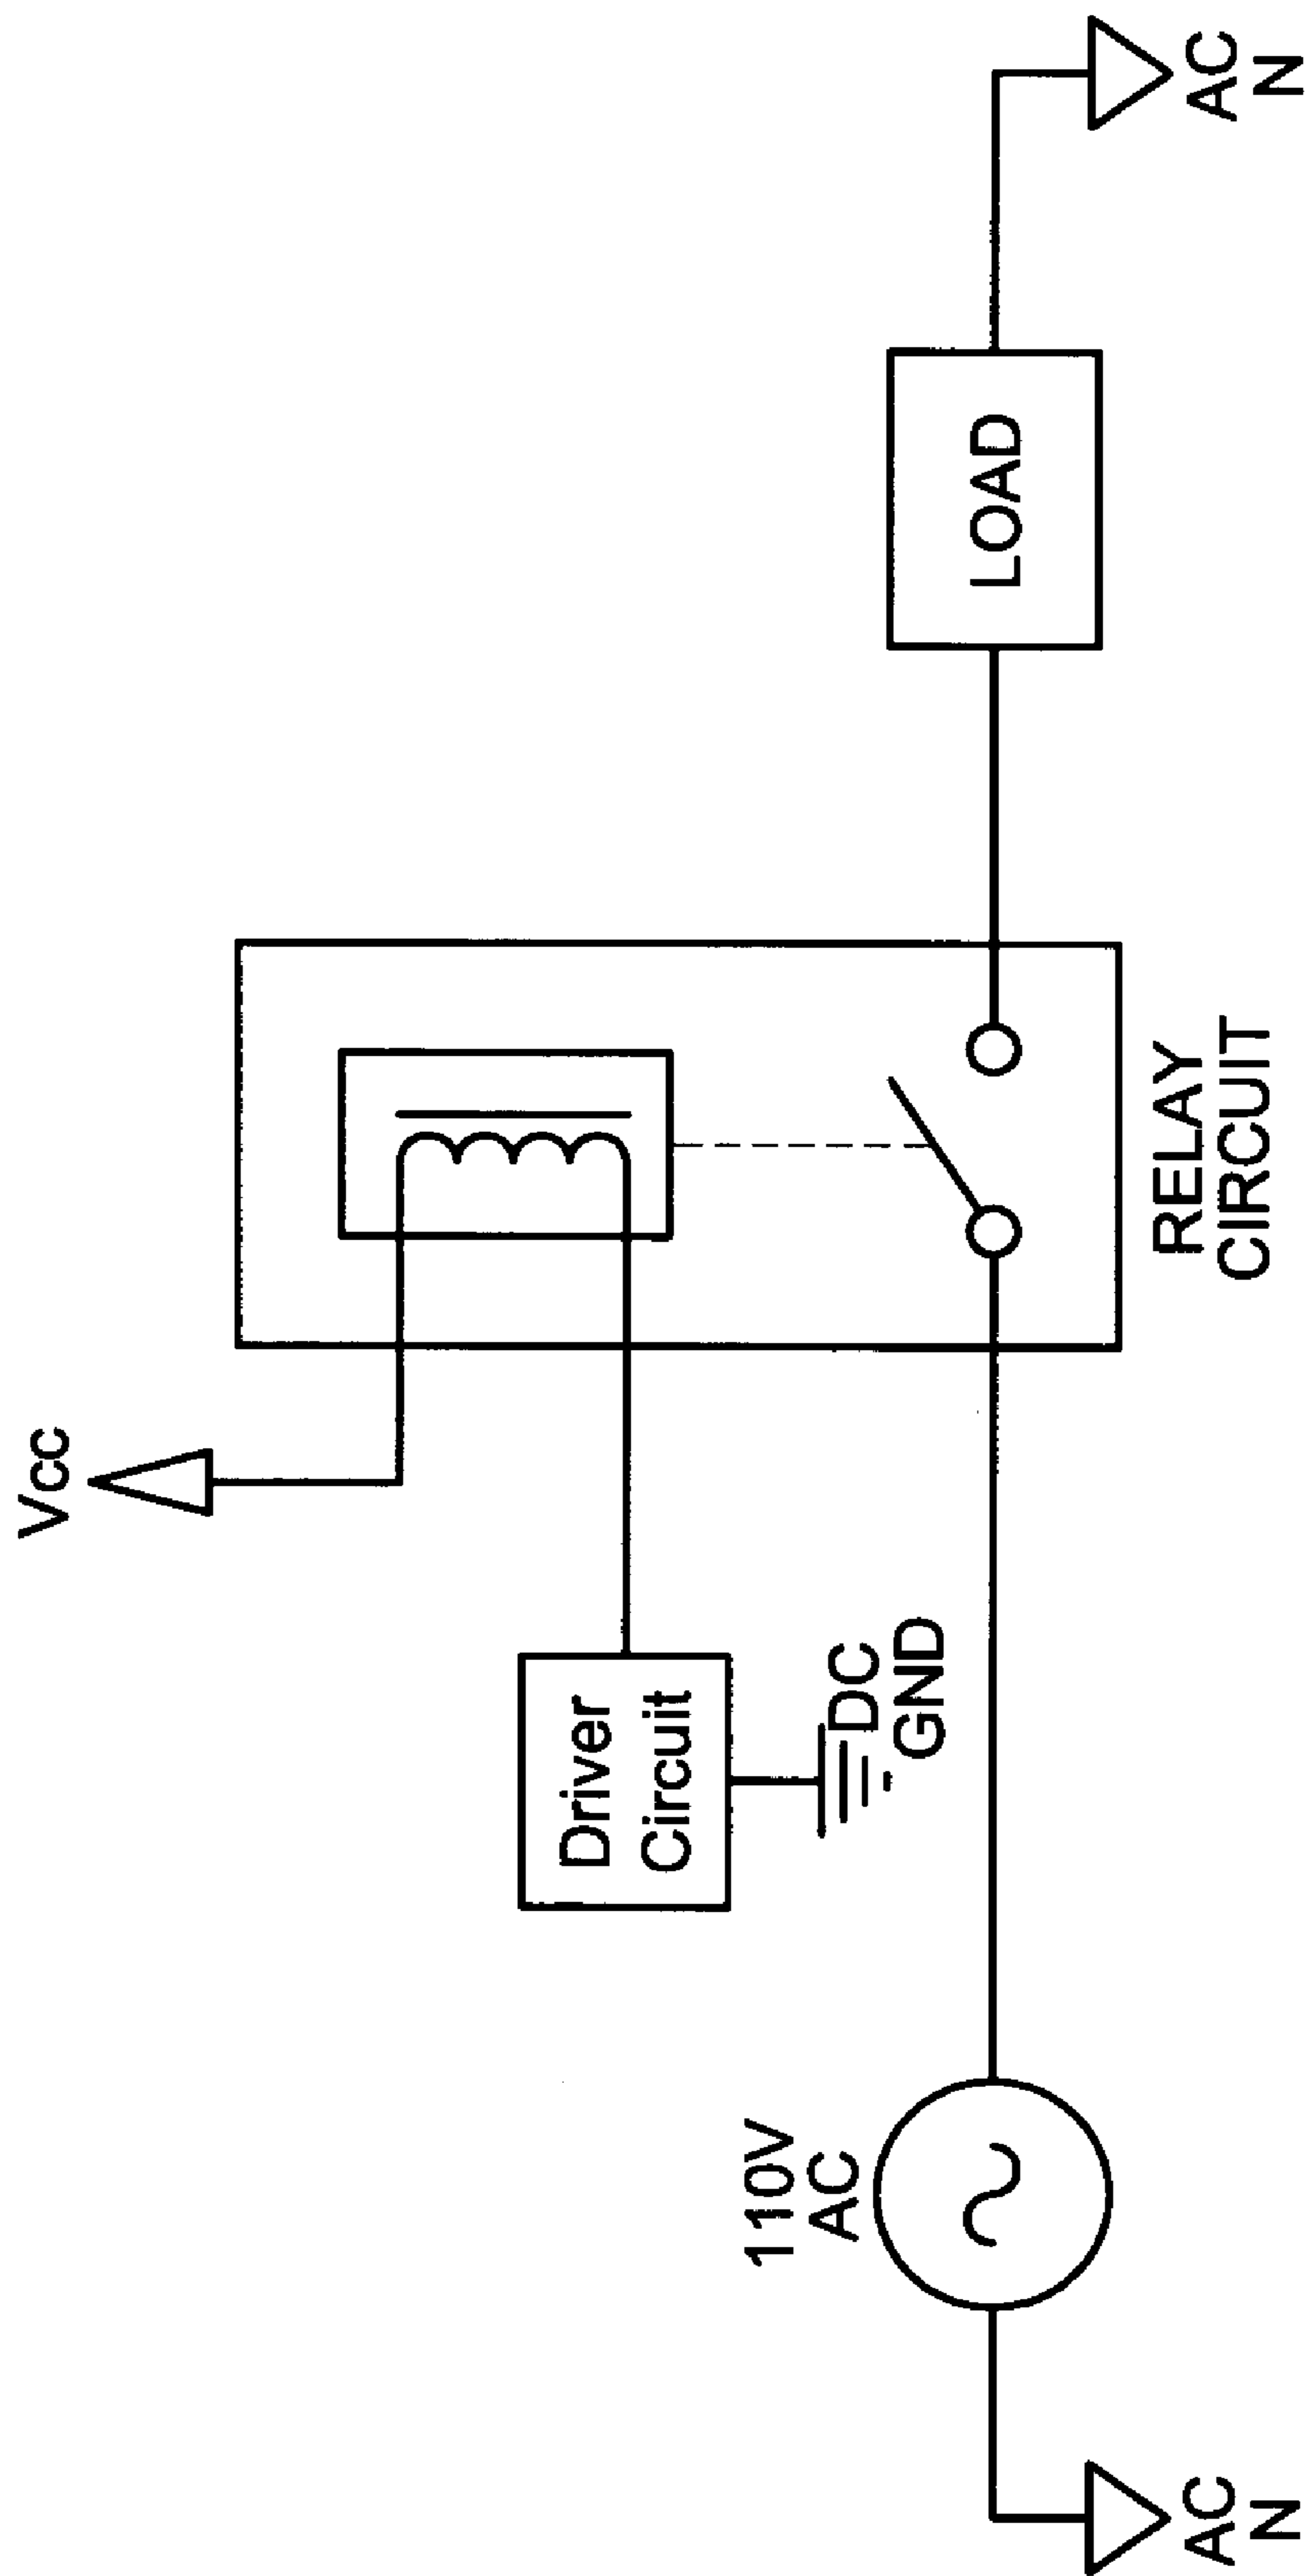 Vcc
Driver
Circuit
DC
GND
110V
AC
LOAD
RELAY
CIRCUIT
AC
N
AC
N